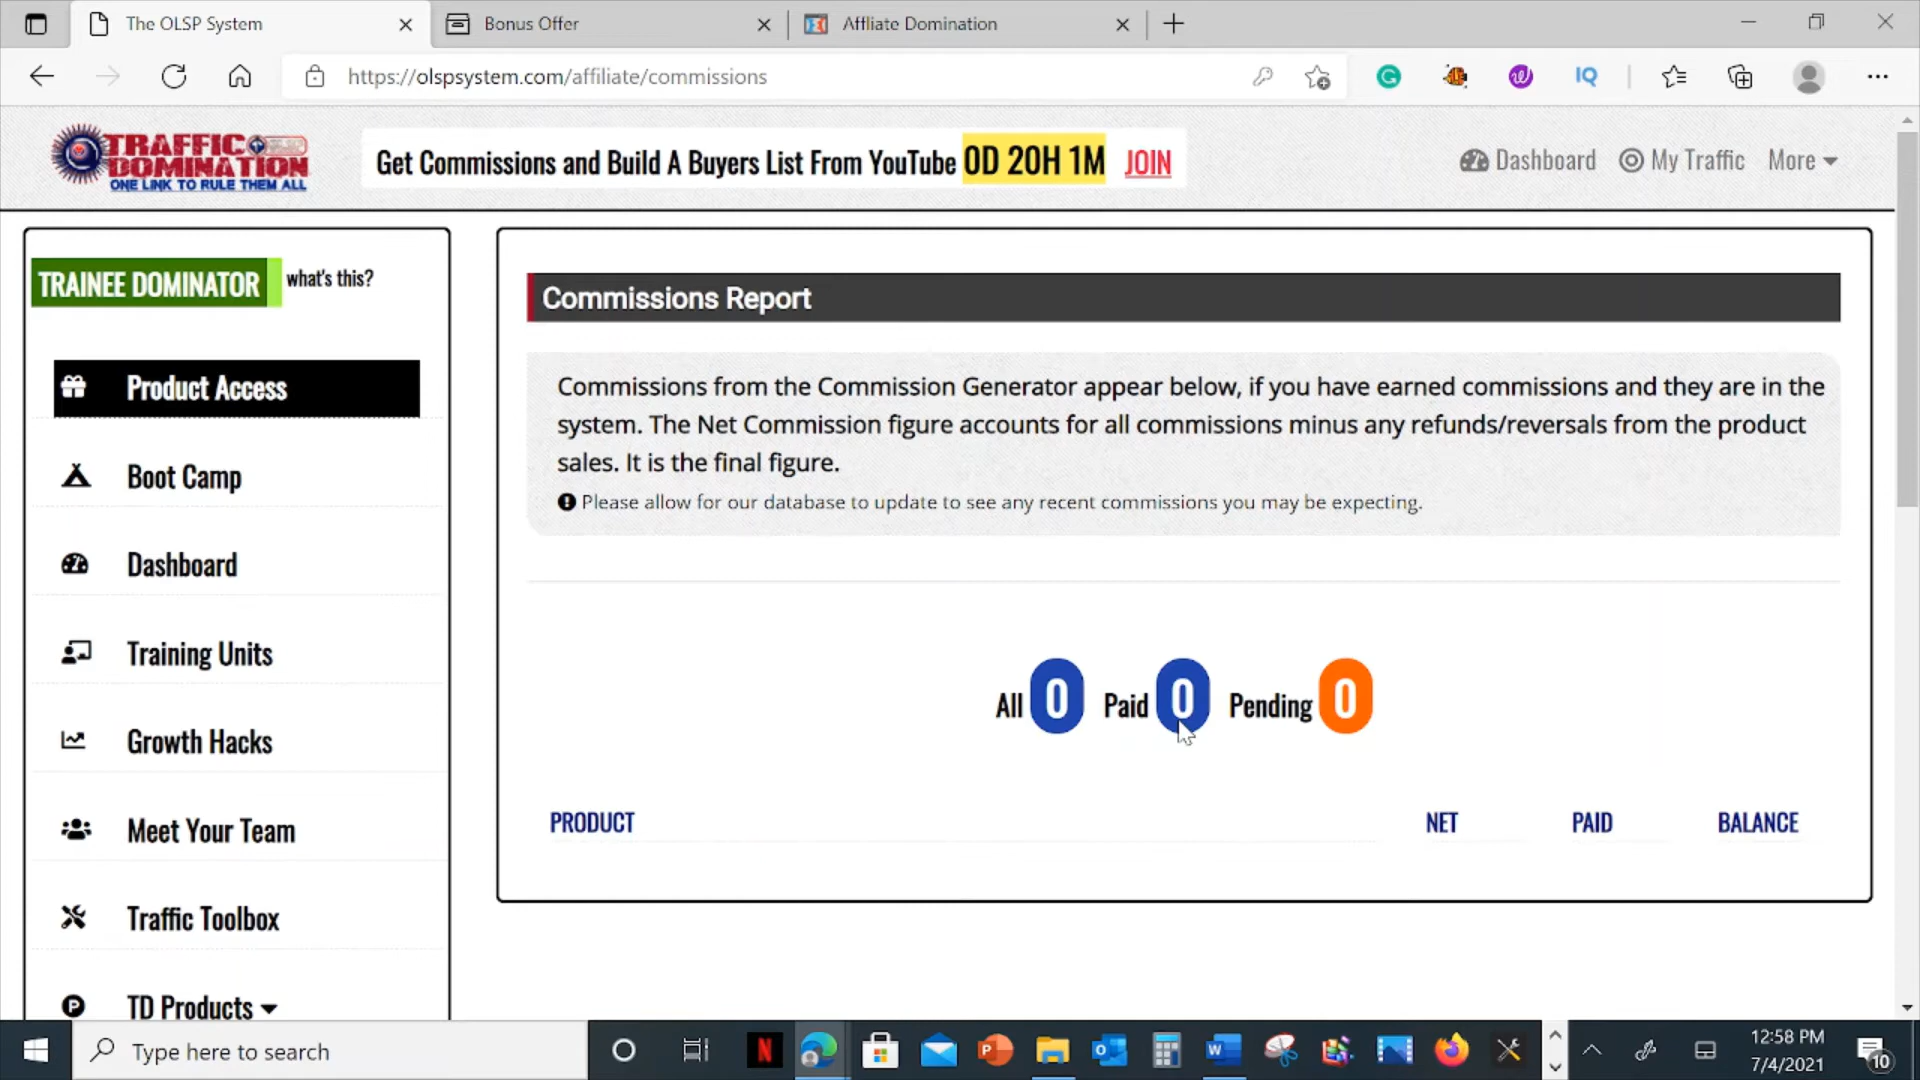 The OLSP System
Bonus Offer
Affliate Domination
https://olspsystem.com/affiliate/commissions
IQ
TRAFFIC
DOMINATION
ONE LINK TO RULE THEM ALL
Get Commissions and Build A Buyers List From YouTube 0D 20H 1M JOIN
Dashboard
My Traffic
More
TRAINEE DOMINATOR what's this?
Product Access
Boot Camp
Dashboard
Training Units
Growth Hacks
Meet Your Team
Traffic Toolbox
TD Products
Commissions Report
Commissions from the Commission Generator appear below, if you have earned commissions and they are in the
system. The Net Commission figure accounts for all commissions minus any refunds/reversals from the product
sales. It is the final figure.
Please allow for our database to update to see any recent commissions you may be expecting.
All 0 Paid 0 Pending 0
PRODUCT NET PAID BALANCE
Type here to search
12:58 PM
7/4/2021
10